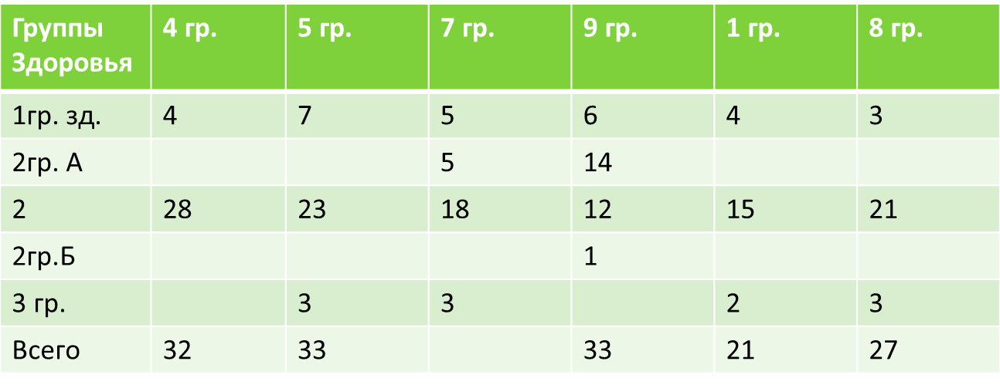 Группы Здоровья 4 гр. 5 гр. 7 гр. 9 гр. 1 гр. 8 гр.
1гр. зд. 4 7 5 6 4 3
2гр. А 5 14
2 28 23 18 12 15 21
2гр.Б 1
3 гр. 3 3 2 3
Всего 32 33 33 21 27